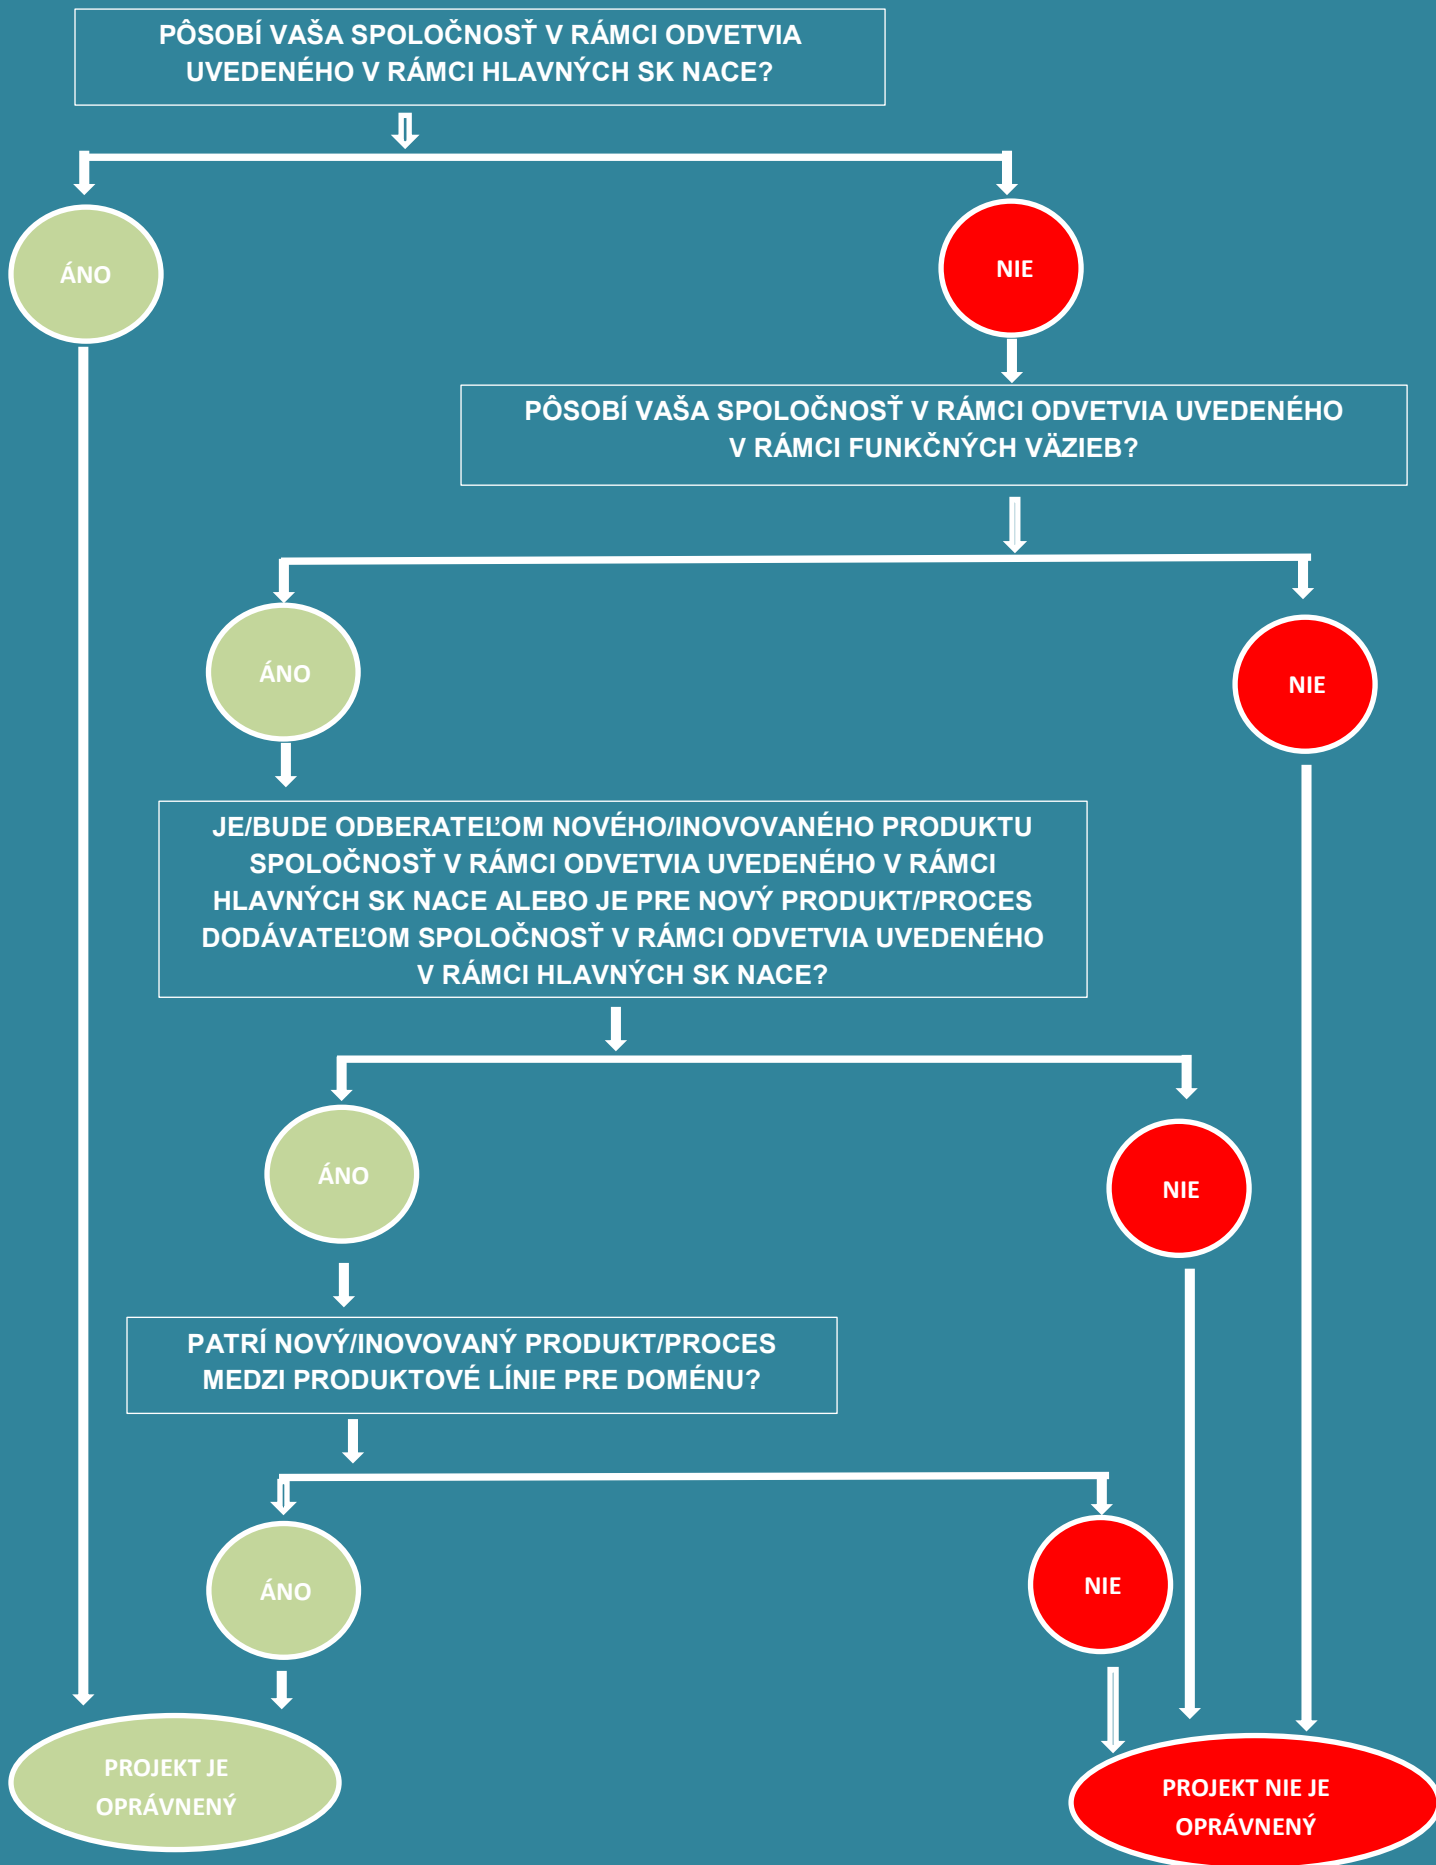 PÔSOBÍ VAŠA SPOLOČNOSŤ V RÁMCI ODVETVIA
UVEDENÉHO V RÁMCI HLAVNÝCH SK NACE?
ÁNO
NIE
PÔSOBÍ VAŠA SPOLOČNOSŤ V RÁMCI ODVETVIA UVEDENÉHO
V RÁMCI FUNKČNÝCH VÄZIEB?
ÁNO
NIE
JE/BUDE ODBERATEĽOM NOVÉHO/INOVOVANÉHO PRODUKTU
SPOLOČNOSŤ V RÁMCI ODVETVIA UVEDENÉHO V RÁMCI
HLAVNÝCH SK NACE ALEBO JE PRE NOVÝ PRODUKT/PROCES
DODÁVATEĽOM SPOLOČNOSŤ V RÁMCI ODVETVIA UVEDENÉHO
V RÁMCI HLAVNÝCH SK NACE?
ÁNO
NIE
PATRÍ NOVÝ/INOVOVANÝ PRODUKT/PROCES
MEDZI PRODUKTOVÉ LÍNIE PRE DOMÉNU?
ÁNO
NIE
PROJEKT JE
OPRÁVNENÝ
PROJEKT NIE JE
OPRÁVNENÝ